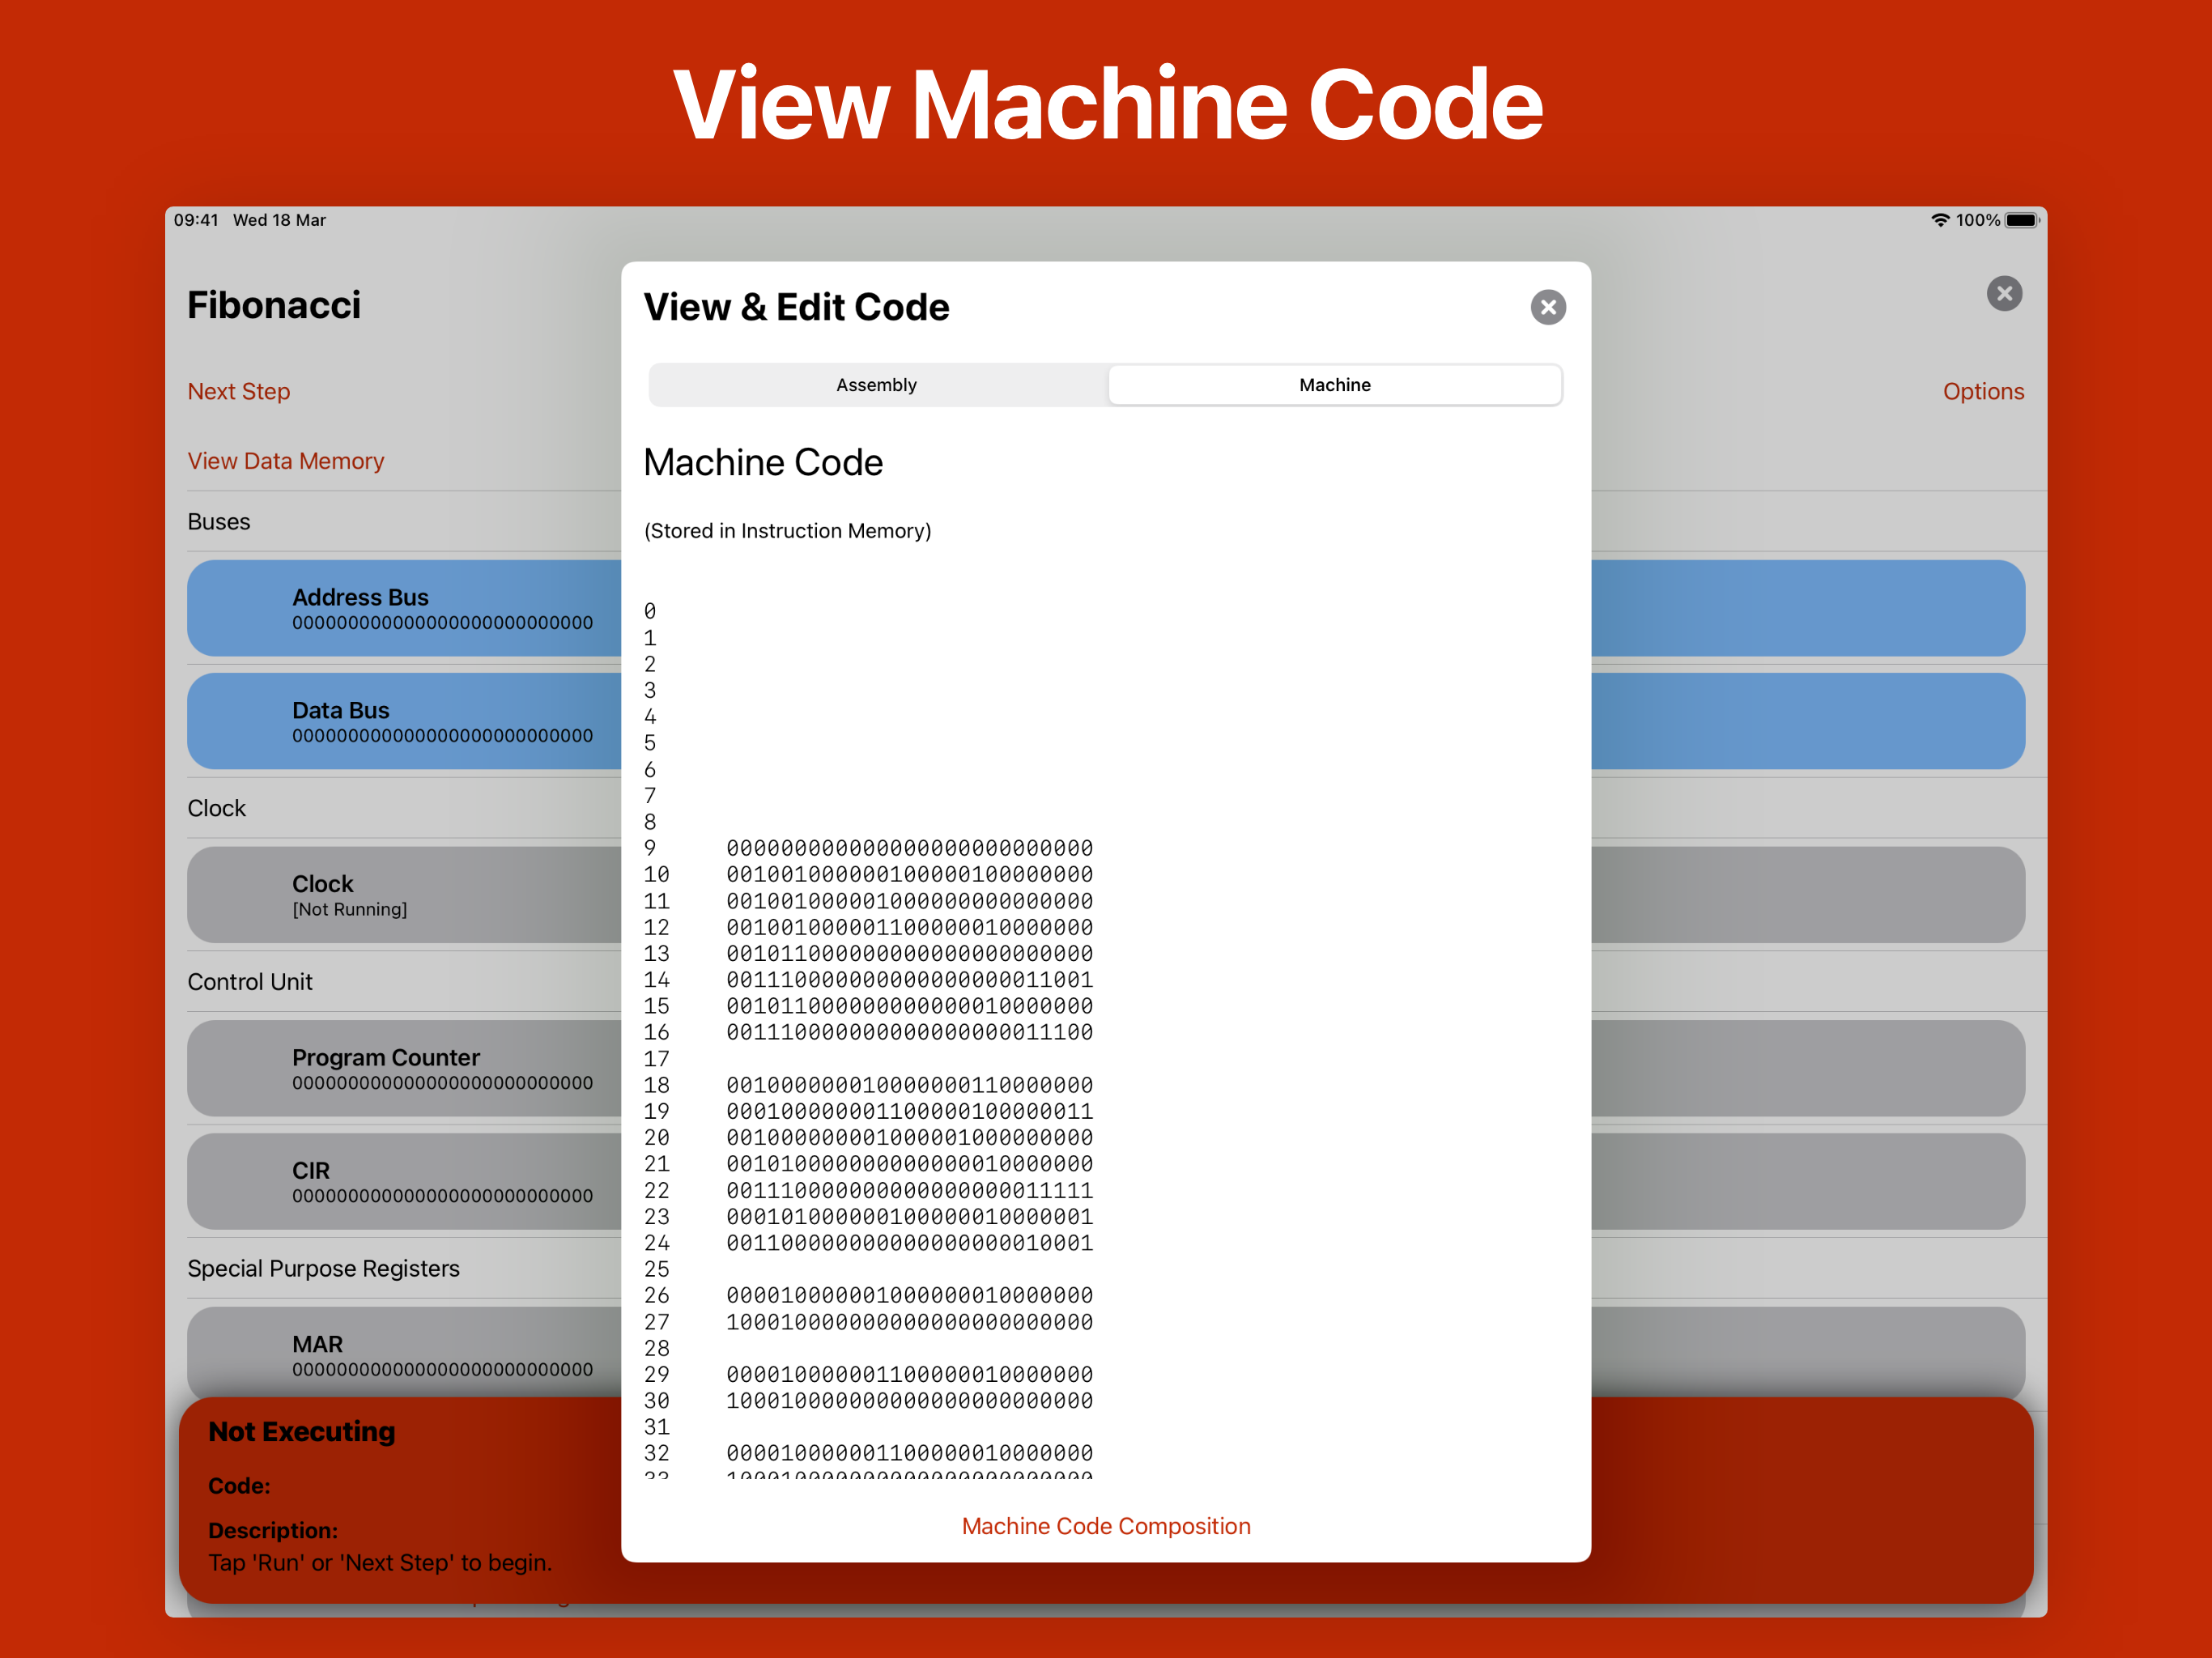 View Machine Code
09:41 Wed 18 Mar
100%
Fibonacci
Next Step
Options
View Data Memory
Buses
Address Bus
000000000000000000000000000
Data Bus
000000000000000000000000000
Clock
Clock
[Not Running]
Control Unit
Program Counter
000000000000000000000000000
CIR
000000000000000000000000000
Special Purpose Registers
MAR
000000000000000000000000000
Not Executing
Code:
Description:
Tap 'Run' or 'Next Step' to begin.
View & Edit Code
Assembly
Machine
Machine Code
(Stored in Instruction Memory)
0
1
2
3
4
5
6
7
8
9 000000000000000000000000000
10 001001000000100000100000000
11 001001000001000000000000000
12 001001000001100000010000000
13 001011000000000000000000000
14 001110000000000000000011001
15 001011000000000000010000000
16 001110000000000000000011100
17
18 001000000010000000110000000
19 000100000001100000100000011
20 001000000001000001000000000
21 001010000000000000010000000
22 001110000000000000000011111
23 000101000000100000010000001
24 001100000000000000000010001
25
26 000010000001000000010000000
27 100010000000000000000000000
28
29 000010000001100000010000000
30 100010000000000000000000000
31
32 000010000001100000010000000
33 100010000000000000000000000
Machine Code Composition